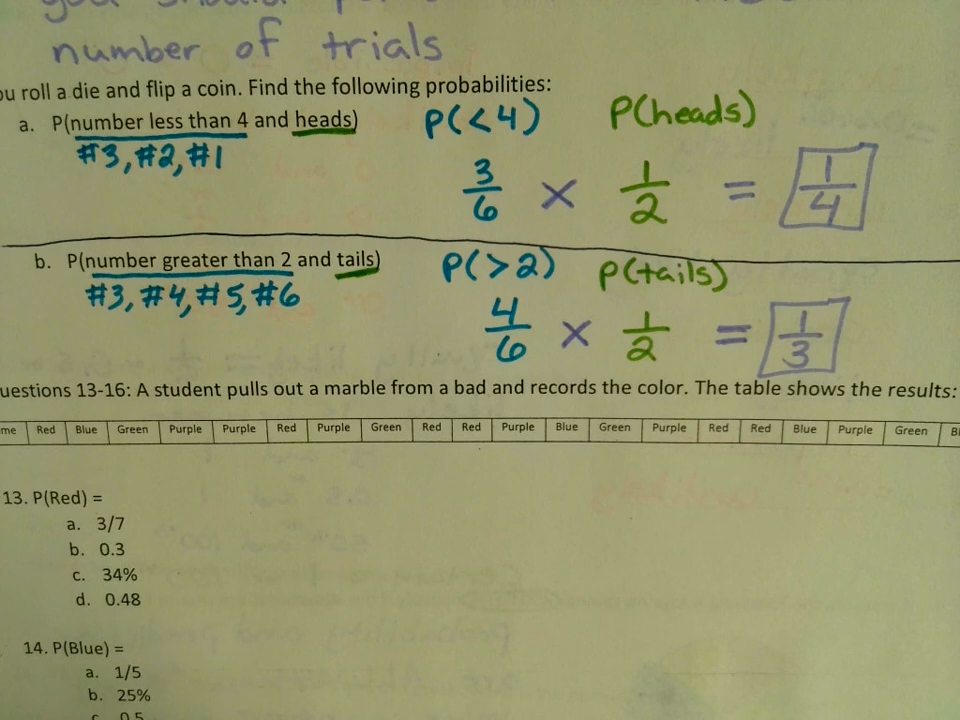 number of trials
ou roll a die and flip a coin. Find the following probabilities:
a. P(number less than 4 and heads) P(<4) P(heads)
#3, #2, #1
3/6 × 1/2 = 1/4
b. P(number greater than 2 and tails) P(>2) P(tails)
#3, #4, #5, #6
4/6 × 1/2 = 1/3
uestions 13-16: A student pulls out a marble from a bad and records the color. The table shows the results:
me Red Blue Green Purple Purple Red Purple Green Red Red Purple Blue Green Purple Red Red Blue Purple Green Bl
13. P(Red) =
a. 3/7
b. 0.3
c. 34%
d. 0.48
14. P(Blue) =
a. 1/5
b. 25%
c. 0.5